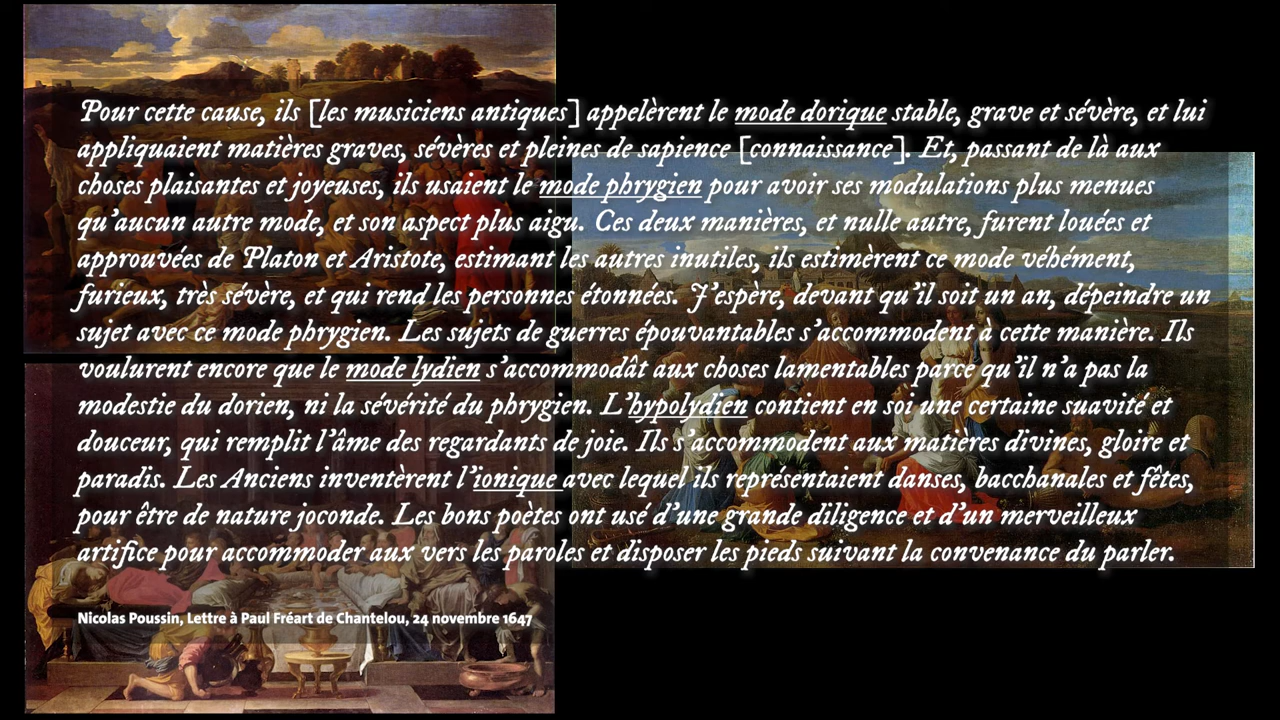 Pour cette cause, ils [les musiciens antiques] appelèrent le mode dorique stable, grave et sévère, et lui
appliquaient matières graves, sévères et pleines de sapience [connaissance]. Et, passant de là aux
choses plaisantes et joyeuses, ils usaient le mode phrygien pour avoir ses modulations plus menues
qu'aucun autre mode, et son aspect plus aigu. Ces deux manières, et nulle autre, furent louées et
approuvées de Platon et Aristote, estimant les autres inutiles, ils estimèrent ce mode véhément,
furieux, très sévère, et qui rend les personnes étonnées. J'espère, devant qu'il soit un an, dépeindre un
sujet avec ce mode phrygien. Les sujets de guerres épouvantables s'accommodent à cette manière. Ils
voulurent encore que le mode lydien s'accommodât aux choses lamentables parce qu'il n'a pas la
modestie du dorien, ni la sévérité du phrygien. L'hypolydien contient en soi une certaine suavité et
douceur, qui remplit l'âme des regardants de joie. Ils s'accommodent aux matières divines, gloire et
paradis. Les Anciens inventèrent l'ionique avec lequel ils représentaient danses, bacchanales et fêtes,
pour être de nature joconde. Les bons poètes ont usé d'une grande diligence et d'un merveilleux
artifice pour accommoder aux vers les paroles et disposer les pieds suivant la convenance du parler.
Nicolas Poussin, Lettre à Paul Fréart de Chantelou, 24 novembre 1647